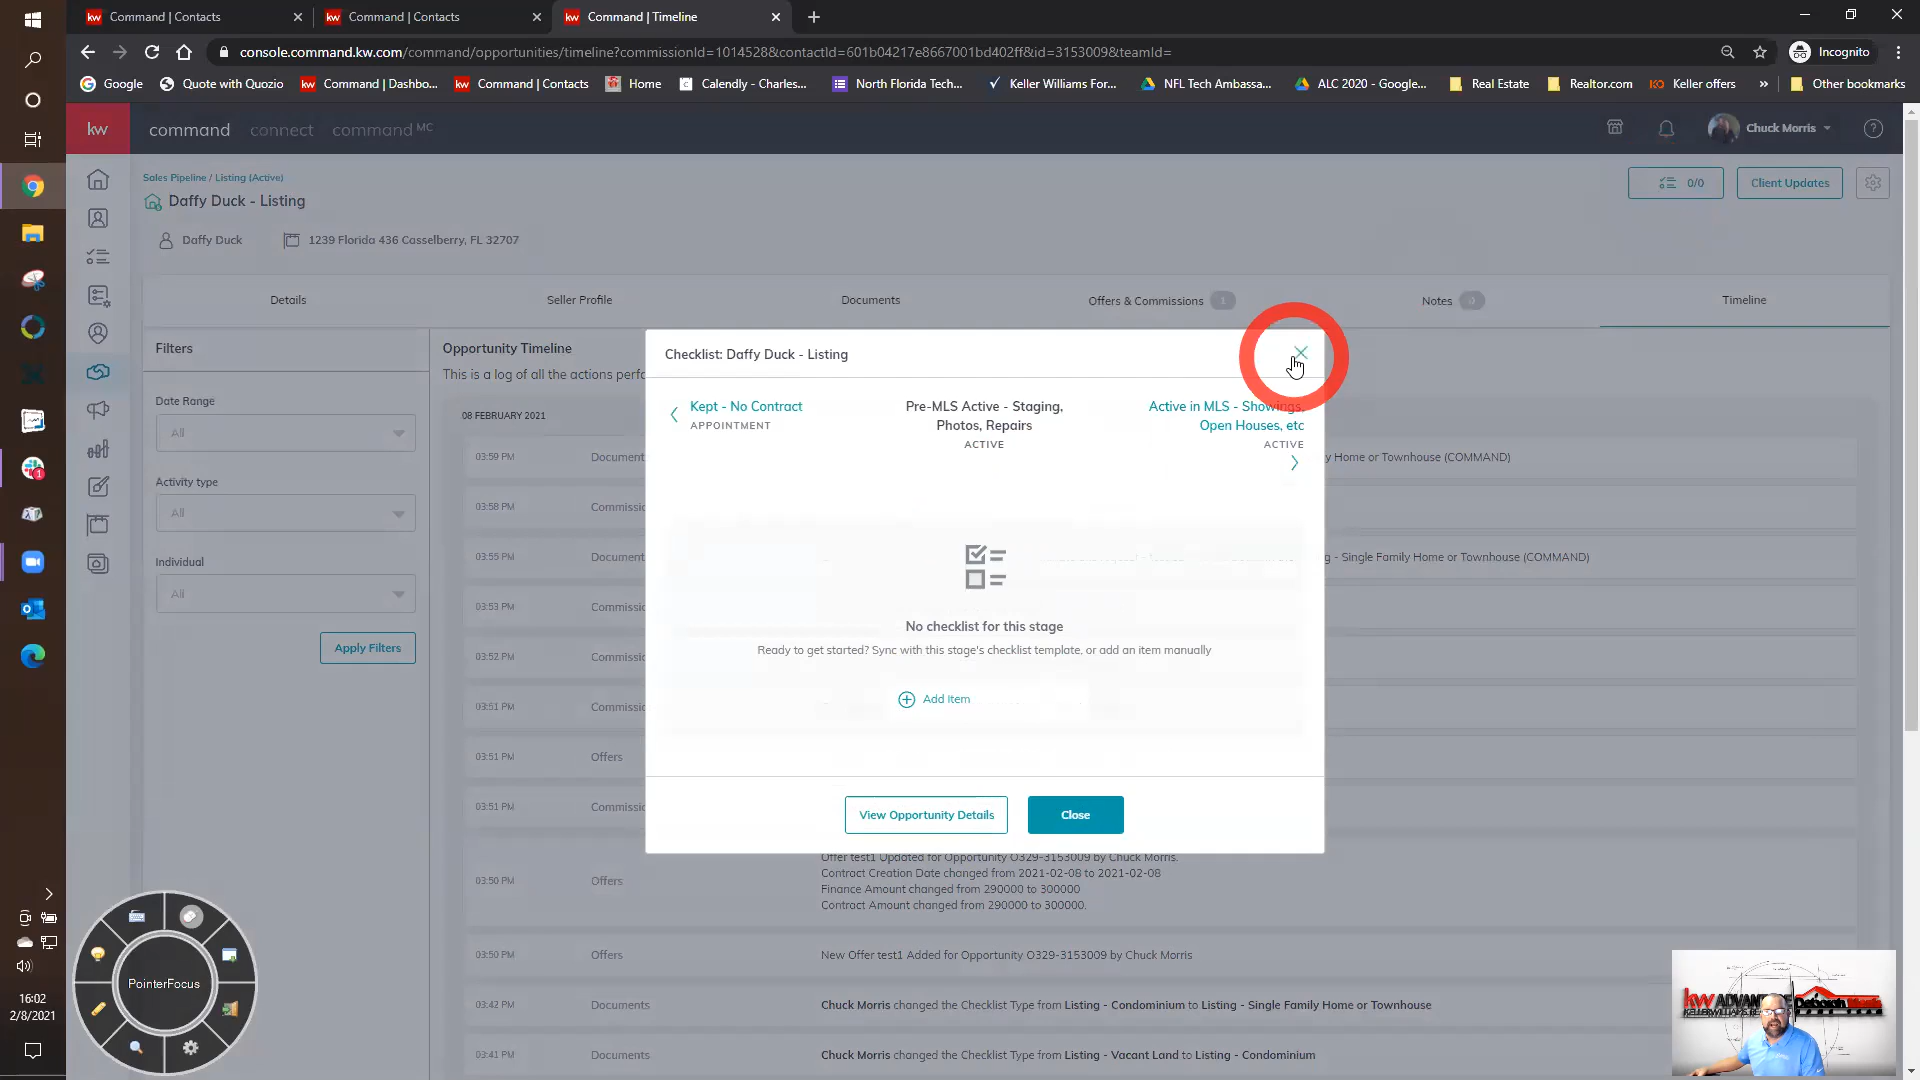 Command | Contacts
Command | Contacts
Command | Timeline
console.command.kw.com/command/opportunities/timeline?commissionId=1014528&contactId=601b04217e8667001bd402ff&id=3153009&teamId=
Incognito
Google
Quote with Quozio
Command | Dashbo...
Command | Contacts
Home
Calendly - Charles...
North Florida Tech...
Keller Williams For...
NFL Tech Ambassa...
ALC 2020 - Google...
Real Estate
Realtor.com
Keller offers
»
Other bookmarks
kw
command
connect
command MC
Chuck Morris
Sales Pipeline / Listing (Active)
Daffy Duck - Listing
0/0
Client Updates
Daffy Duck
1239 Florida 436 Casselberry, FL 32707
Details
Seller Profile
Documents
Offers & Commissions 1
Notes 0
Timeline
Filters
Date Range
All
Activity type
All
Individual
All
Apply Filters
Opportunity Timeline
This is a log of all the actions perfo
08 FEBRUARY 2021
03:59 PM
Document
y Home or Townhouse (COMMAND)
03:58 PM
Commissio
03:55 PM
Document
g - Single Family Home or Townhouse (COMMAND)
03:53 PM
Commissio
03:52 PM
Commissio
03:51 PM
Commissio
03:51 PM
Offers
03:51 PM
Commissio
03:50 PM
Offers
Offer test1 Updated for Opportunity O329-3153009 by Chuck Morris.
Contract Creation Date changed from 2021-02-08 to 2021-02-08
Finance Amount changed from 290000 to 300000
Contract Amount changed from 290000 to 300000.
03:50 PM
Offers
New Offer test1 Added for Opportunity O329-3153009 by Chuck Morris
03:42 PM
Documents
Chuck Morris changed the Checklist Type from Listing - Condominium to Listing - Single Family Home or Townhouse
03:41 PM
Documents
Chuck Morris changed the Checklist Type from Listing - Vacant Land to Listing - Condominium
Checklist: Daffy Duck - Listing
Kept - No Contract
APPOINTMENT
Pre-MLS Active - Staging,
Photos, Repairs
ACTIVE
Active in MLS - Showings,
Open Houses, etc
ACTIVE
No checklist for this stage
Ready to get started? Sync with this stage's checklist template, or add an item manually
Add Item
View Opportunity Details
Close
PointerFocus
16:02
2/8/2021